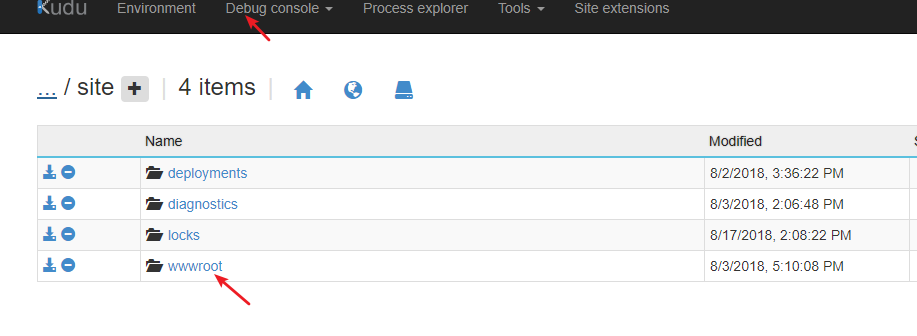 Kudu Environment Debug console Process explorer Tools Site extensions
... / site + | 4 items |
Name Modified
deployments 8/2/2018, 3:36:22 PM
diagnostics 8/3/2018, 2:06:48 PM
locks 8/17/2018, 2:08:22 PM
wwwroot 8/3/2018, 5:10:08 PM